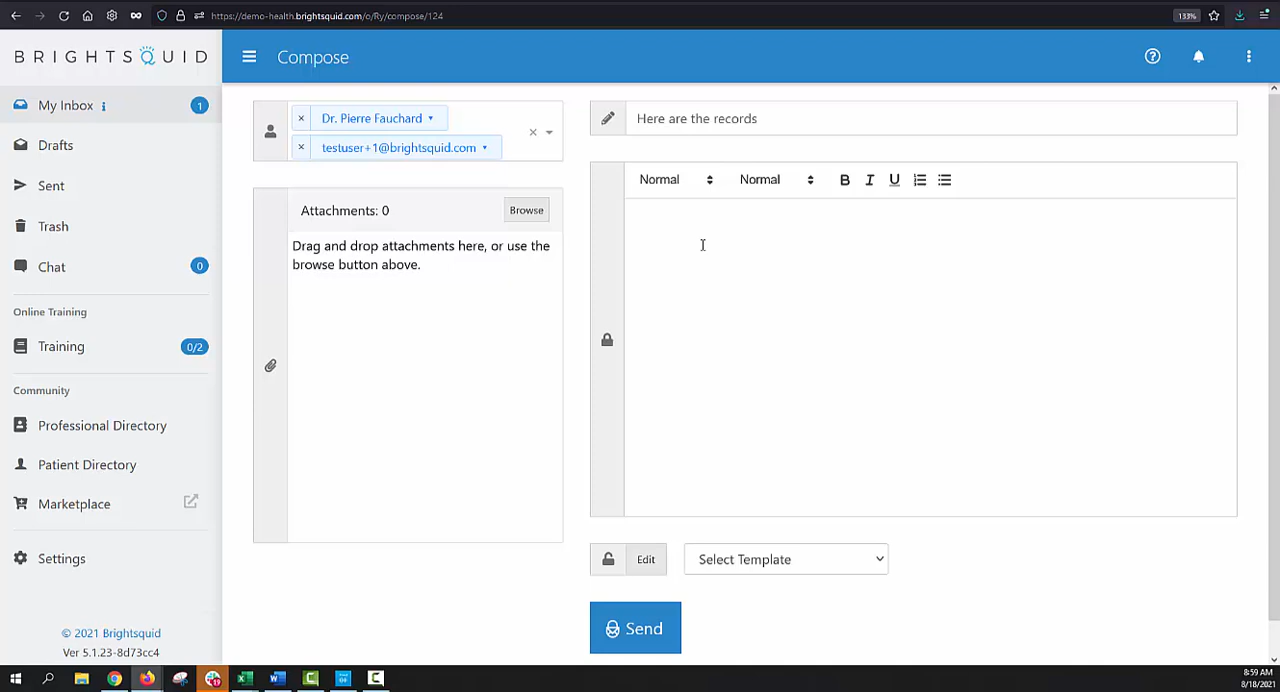 https://demo-health.brightsquid.com/o/Ry/compose/124
133%
BRIGHTSQUID
Compose
My Inbox
1
Drafts
Sent
Trash
Chat
0
Online Training
Training
0/2
Community
Professional Directory
Patient Directory
Marketplace
Settings
© 2021 Brightsquid
Ver 5.1.23-8d73cc4
× Dr. Pierre Fauchard
× testuser+1@brightsquid.com
Attachments: 0
Browse
Drag and drop attachments here, or use the
browse button above.
Here are the records
Normal Normal B I U
Edit
Select Template
Send
8:59 AM
8/18/2021